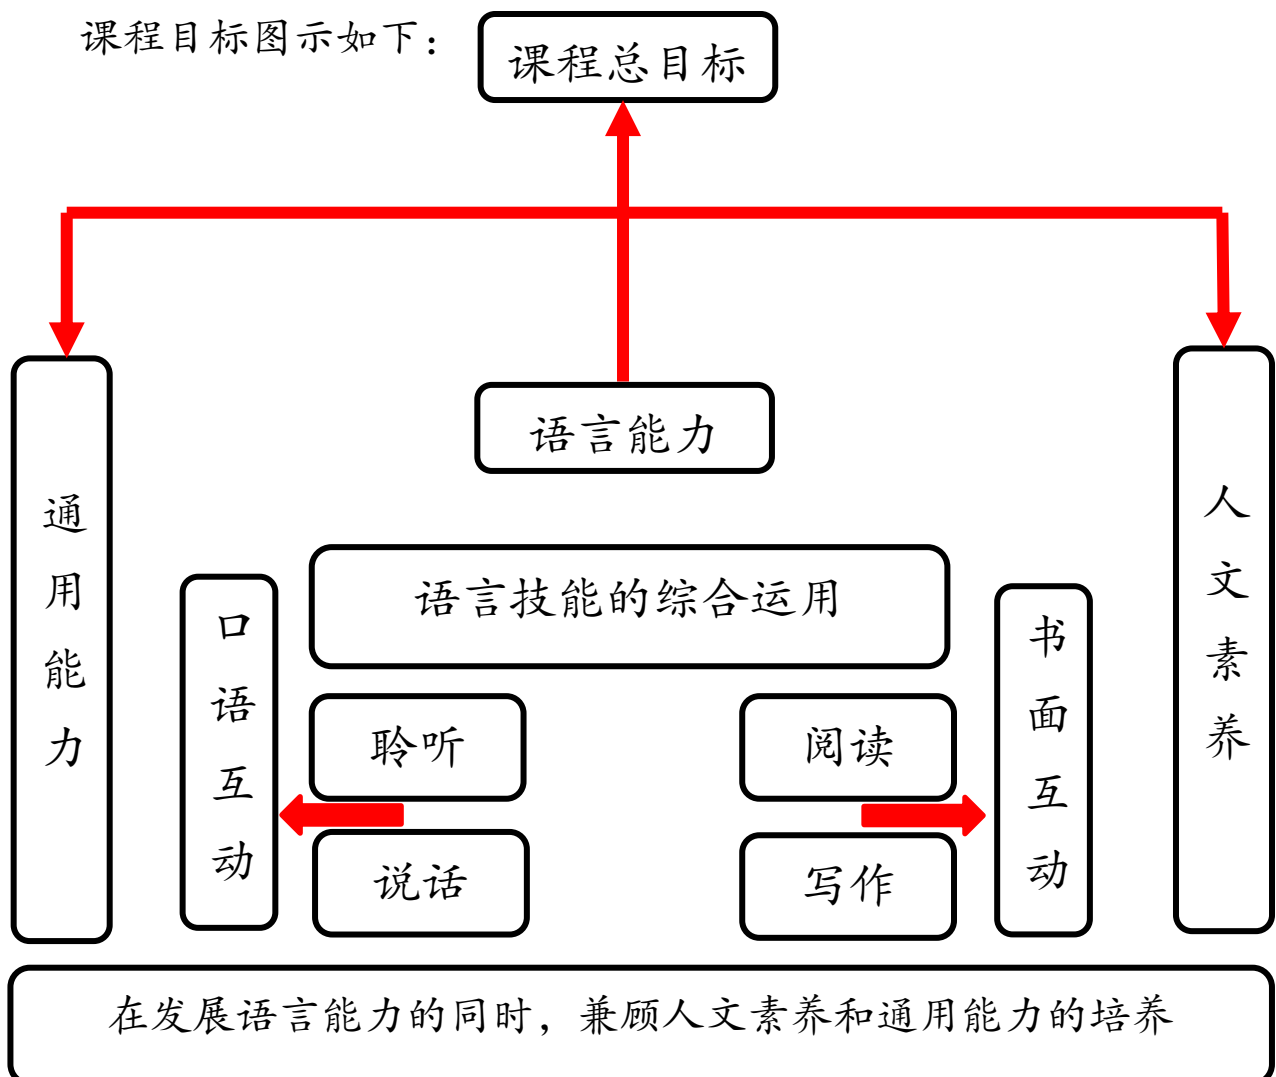 课程目标图示如下：
课程总目标
语言能力
通用能力
人文素养
语言技能的综合运用
口语互动
书面互动
聆听
阅读
说话
写作
在发展语言能力的同时，兼顾人文素养和通用能力的培养